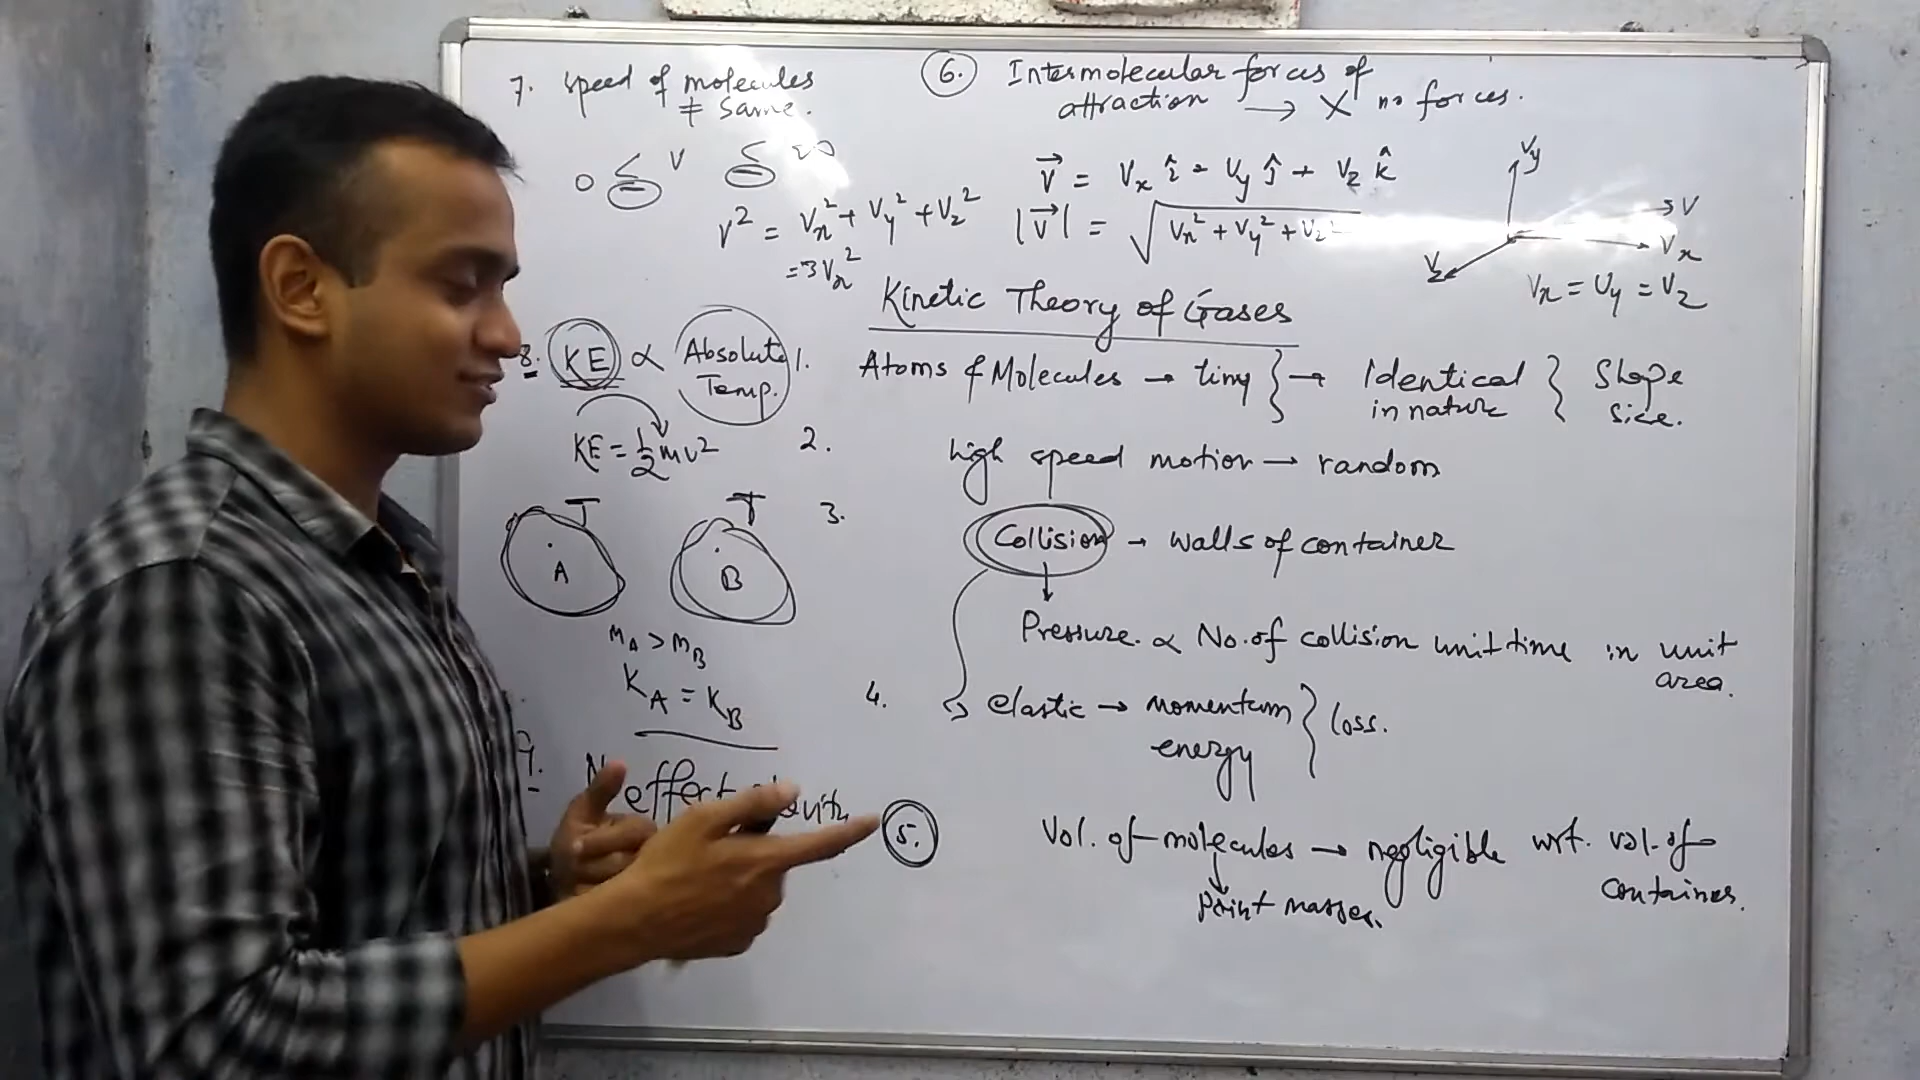 7. speed of molecules
≠ same.
6. Intermolecular forces of
attraction → X no forces.
V
V⃗ = Vx î + Vy ĵ + Vz k̂
Vy
V
Vx
Vz
v² = Vx² + Vy² + Vz²
= 3Vx²
|V⃗| = √Vx² + Vy² + Vz²
Vx = Vy = Vz
Kinetic Theory of Gases
1. Atoms & Molecules → tiny } → Identical in nature } Shape size.
2. high speed motion → random
3. Collision → walls of container
Pressure ∝ No. of collision unit time in unit
area.
4. elastic → momentum
energy } loss.
5. Vol. of molecules → negligible wrt. vol. of
container.
point masses.
8. KE ∝ Absolute
Temp.
KE = ½mv²
T T
A B
mA > mB
KA = KB
9. effect